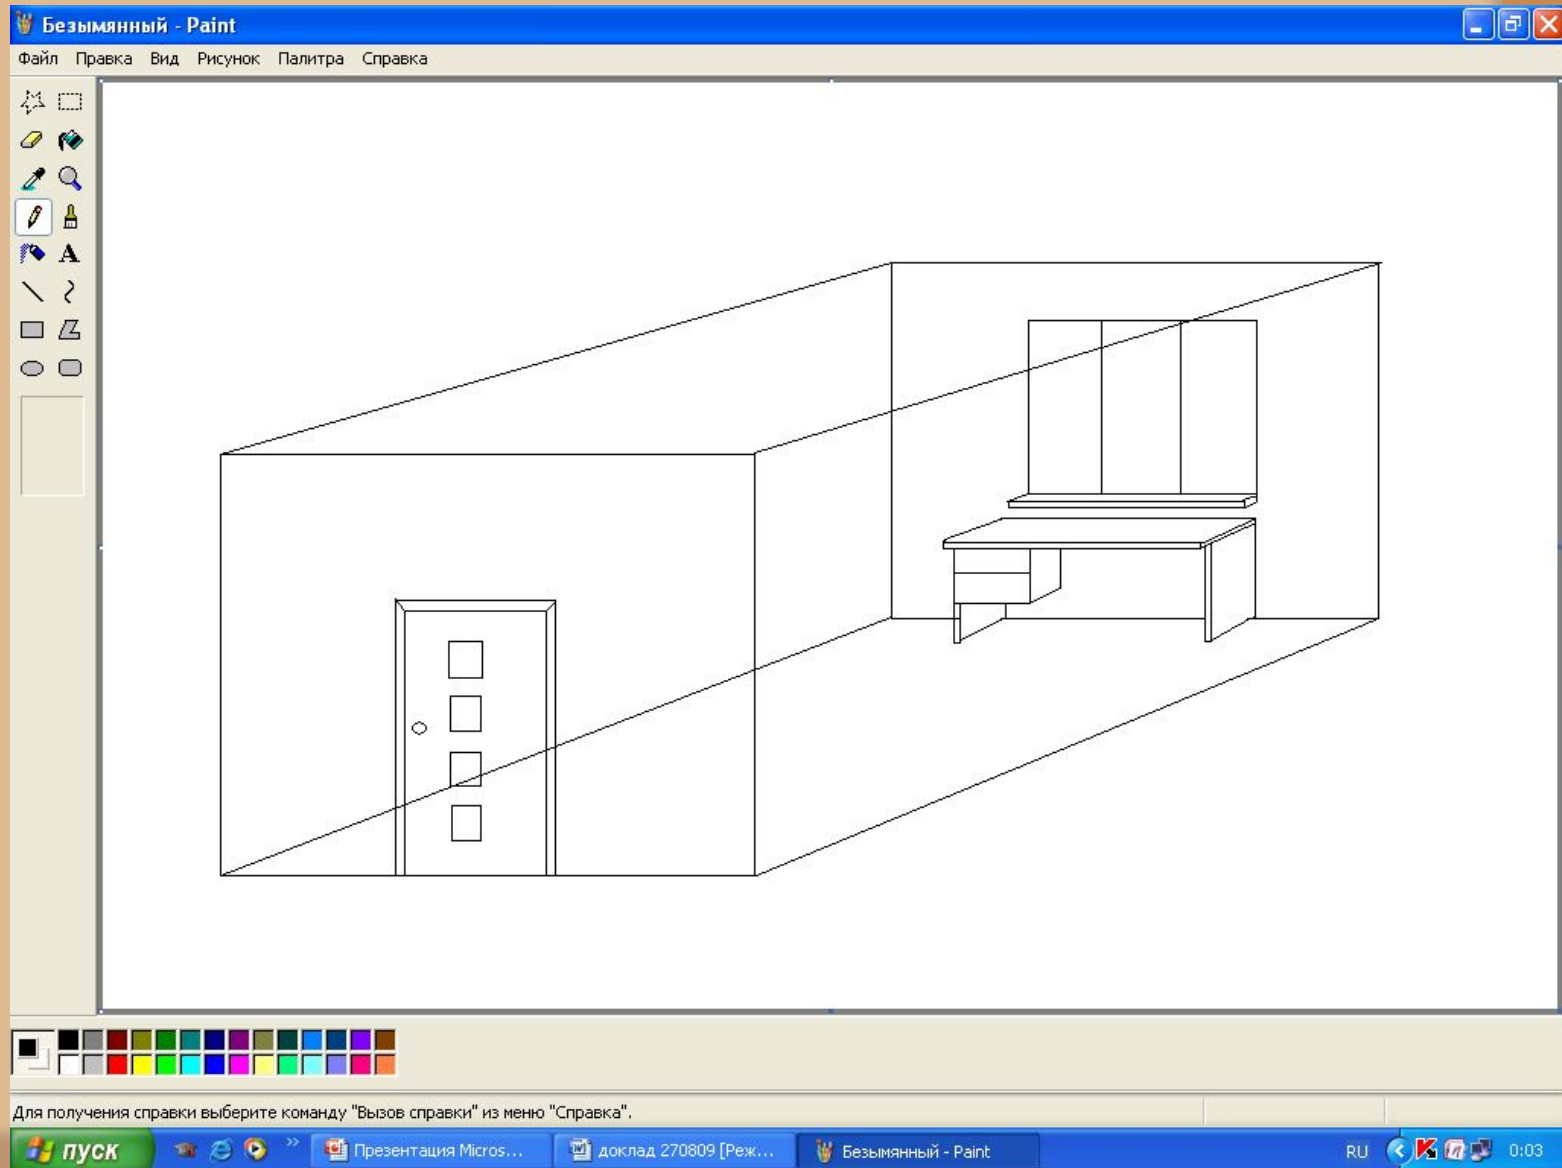 Безымянный - Paint
Файл Правка Вид Рисунок Палитра Справка
A
Для получения справки выберите команду "Вызов справки" из меню "Справка".
пуск » Презентация Micros... доклад 270809 [Реж... Безымянный - Paint RU 0:03